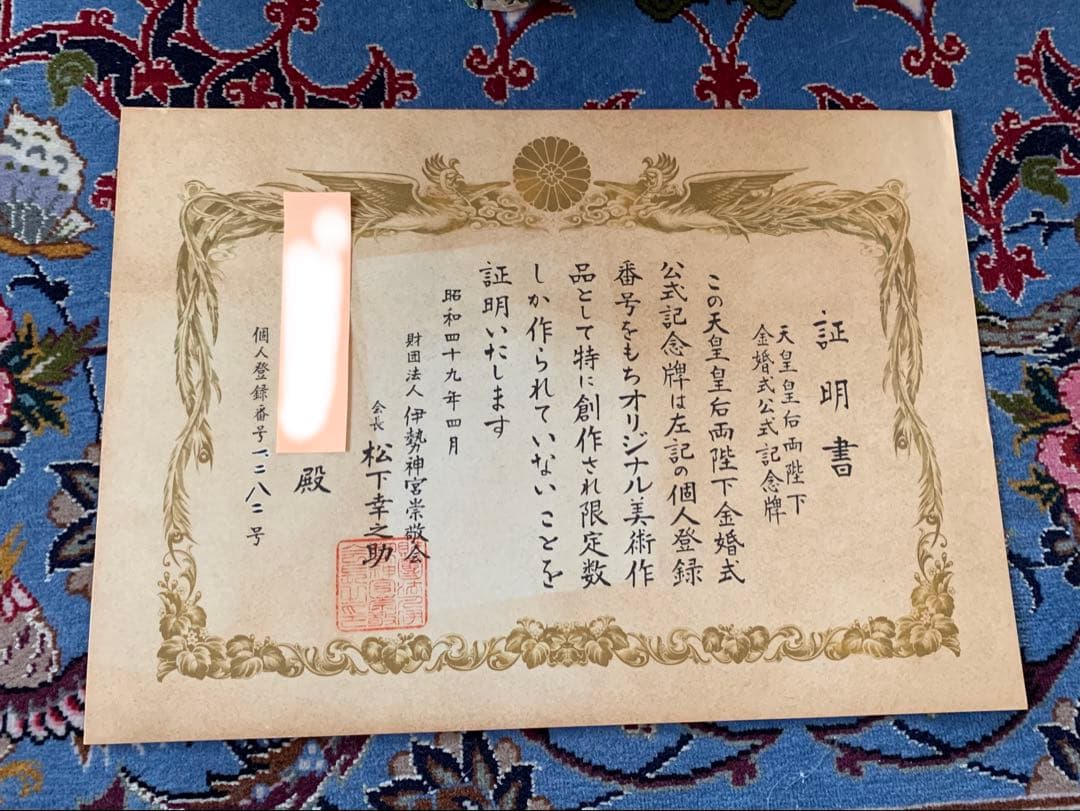 証明書
天皇皇后両陛下
金婚式公式記念牌
この天皇皇后両陛下金婚式
公式記念牌は左記の個人登録
番号をもちオリジナル美術作
品として特に創作され限定数
しか作られていないことを
証明いたします
昭和四十九年四月
財団法人 伊勢神宮崇敬会
会長 松下幸之助
殿
個人登録番号 一二八二号